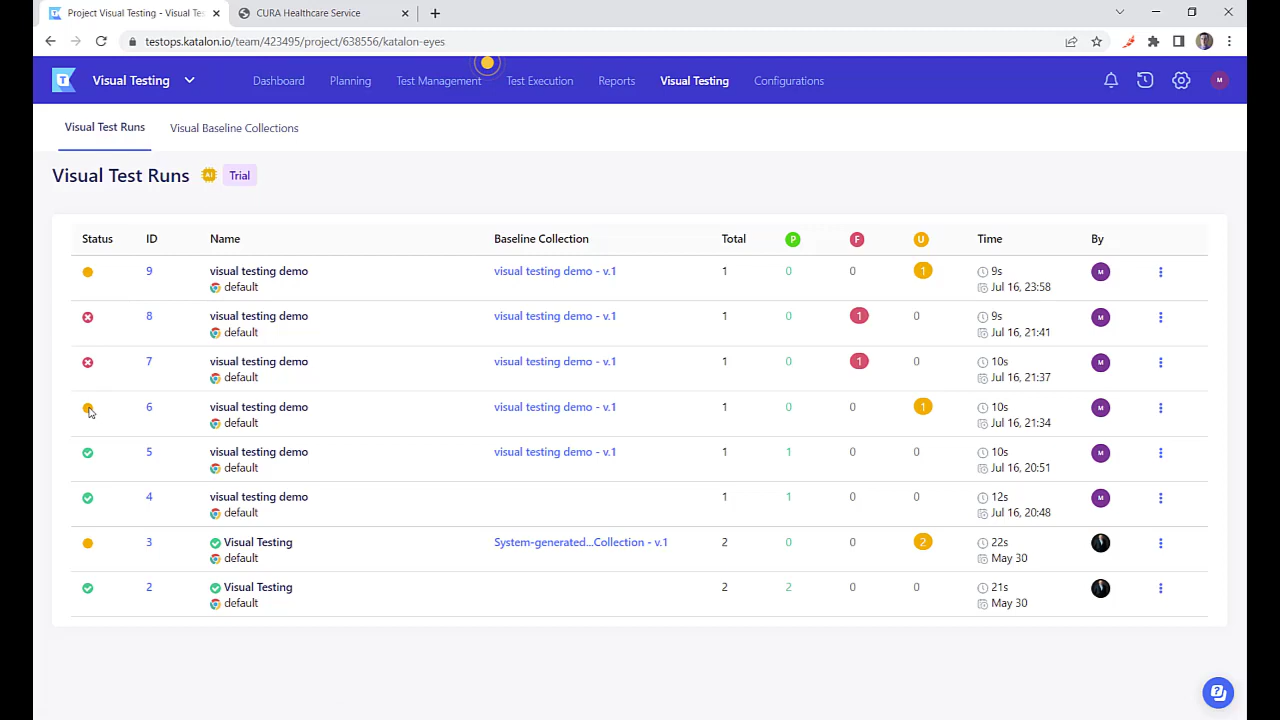 Project Visual Testing - Visual Tes
CURA Healthcare Service
testops.katalon.io/team/423495/project/638556/katalon-eyes
Visual Testing Dashboard Planning Test Management Test Execution Reports Visual Testing Configurations M
Visual Test Runs Visual Baseline Collections
Visual Test Runs AI Trial
Status ID Name Baseline Collection Total P F U Time By
9 visual testing demo visual testing demo - v.1 1 0 0 1 9s M
default Jul 16, 23:58
8 visual testing demo visual testing demo - v.1 1 0 1 0 9s M
default Jul 16, 21:41
7 visual testing demo visual testing demo - v.1 1 0 1 0 10s M
default Jul 16, 21:37
6 visual testing demo visual testing demo - v.1 1 0 0 1 10s M
default Jul 16, 21:34
5 visual testing demo visual testing demo - v.1 1 1 0 0 10s M
default Jul 16, 20:51
4 visual testing demo 1 1 0 0 12s M
default Jul 16, 20:48
3 Visual Testing System-generated...Collection - v.1 2 0 0 2 22s
default May 30
2 Visual Testing 2 2 0 0 21s
default May 30